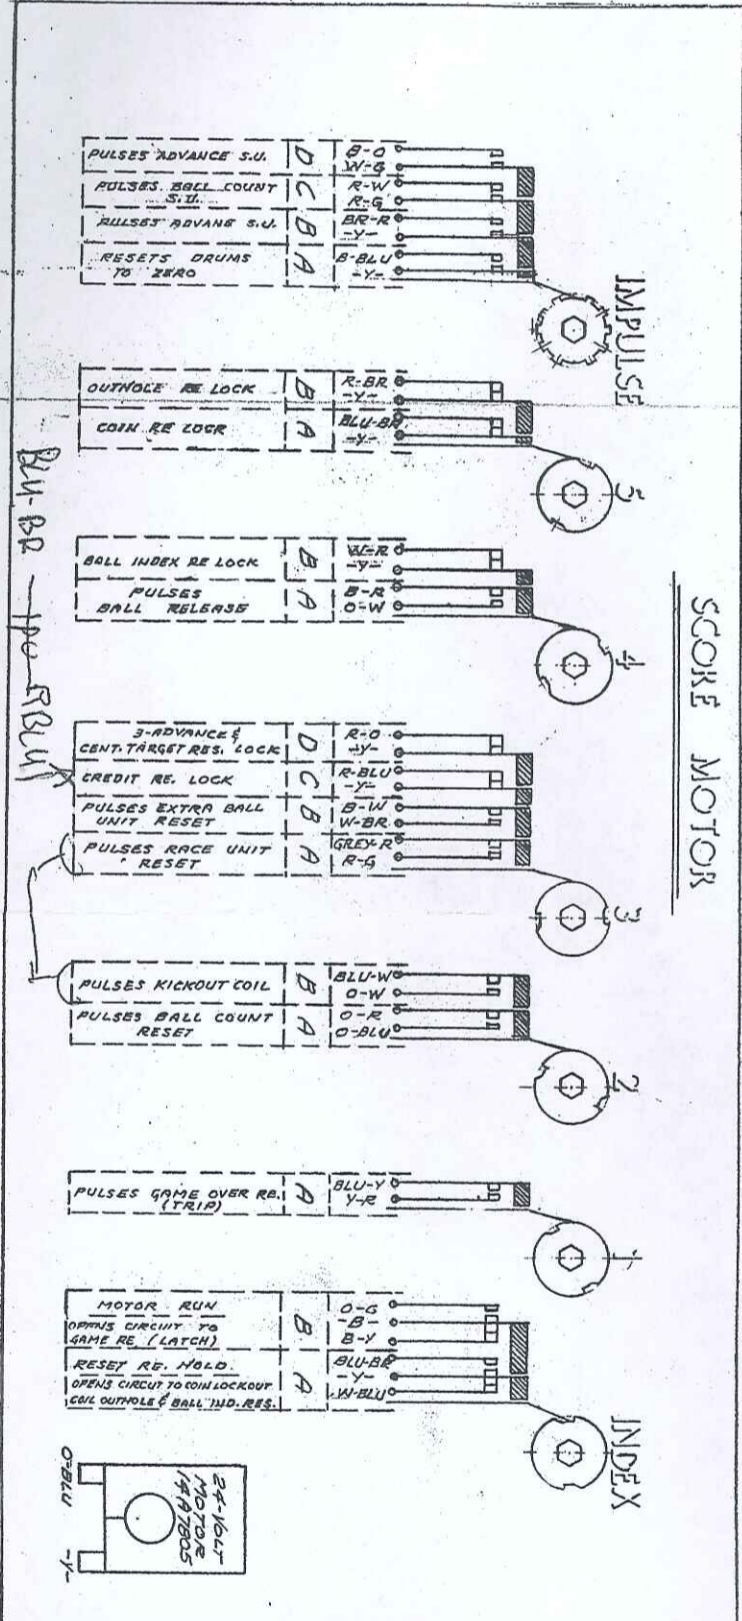 SCORE MOTOR
IMPULSE
PULSES ADVANCE S.U.
D
B-O
W-G
PULSES. BALL COUNT
S.U.
C
R-W
R-G
PULSES ADVANE S.U.
B
BR-R
-Y-
RESETS DRUMS
TO ZERO
A
B-BLU
-Y-
5
OUTHOLE RE LOCK
B
R-BR
-Y-
COIN RE LOCK
A
BLU-BR
-Y-
4
BALL INDEX RE LOCK
B
W-R
-Y-
PULSES
BALL RELEASE
A
B-R
O-W
3
3-ADVANCE &
CENT. TARGET RES. LOCK
D
R-O
-Y-
CREDIT RE. LOCK
C
R-BLU
-Y-
PULSES EXTRA BALL
UNIT RESET
B
B-W
W-BR
PULSES RACE UNIT
RESET
A
GREY-R
R-G
BLU-BR
2
PULSES KICKOUT COIL
B
BLU-W
O-W
PULSES BALL COUNT
RESET
A
O-R
O-BLU
1
PULSES GAME OVER RE.
(TRIP)
A
BLU-Y
Y-R
INDEX
MOTOR RUN
OPENS CIRCUIT TO
GAME RE. (LATCH)
B
O-G
-B-
B-Y
RESET RE. HOLD.
OPENS CIRCUT TO COIN LOCKOUT
COIL OUTHOLE & BALL IND. RES.
A
BLU-BR
-Y-
W-BLU
24-VOLT
MOTOR
14A7805
O-BLU
-Y-